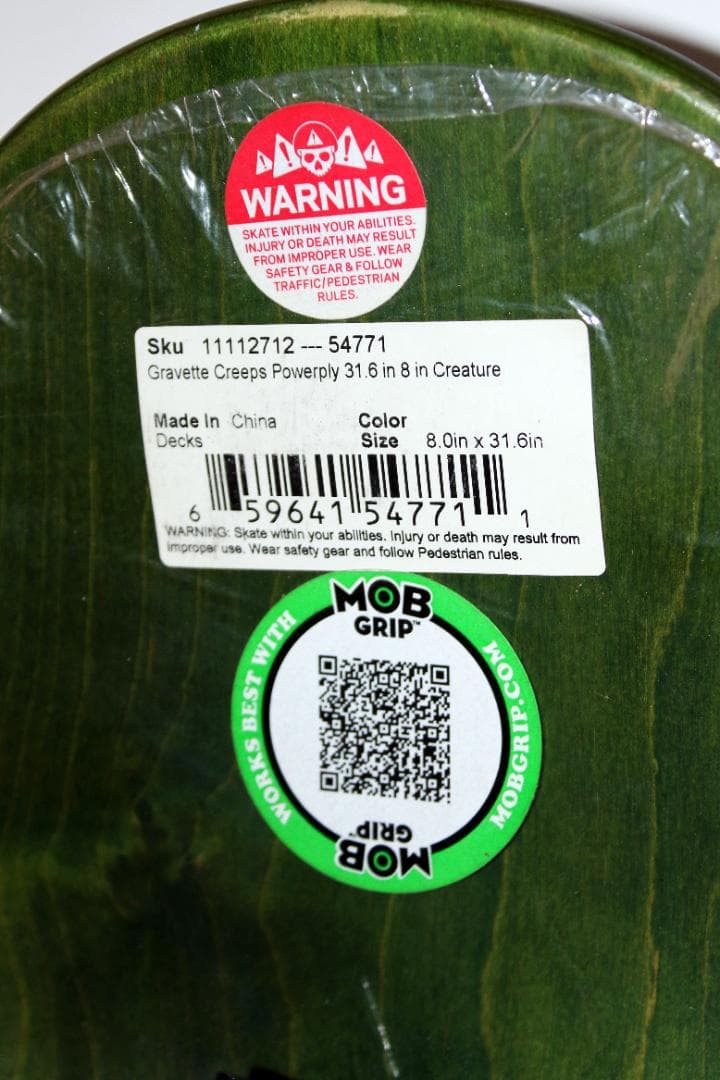 WARNING
SKATE WITHIN YOUR ABILITIES.
INJURY OR DEATH MAY RESULT
FROM IMPROPER USE. WEAR
SAFETY GEAR & FOLLOW
TRAFFIC/PEDESTRIAN
RULES.
Sku 11112712 --- 54771
Gravette Creeps Powerply 31.6 in 8 in Creature
Made In China Color
Decks Size 8.0in x 31.6in
6 59641 54771 1
WARNING: Skate within your abilities. Injury or death may result from
improper use. Wear safety gear and follow Pedestrian rules.
MOB
GRIP™
WORKS BEST WITH
MOBGRIP.COM
MOB
GRIP™